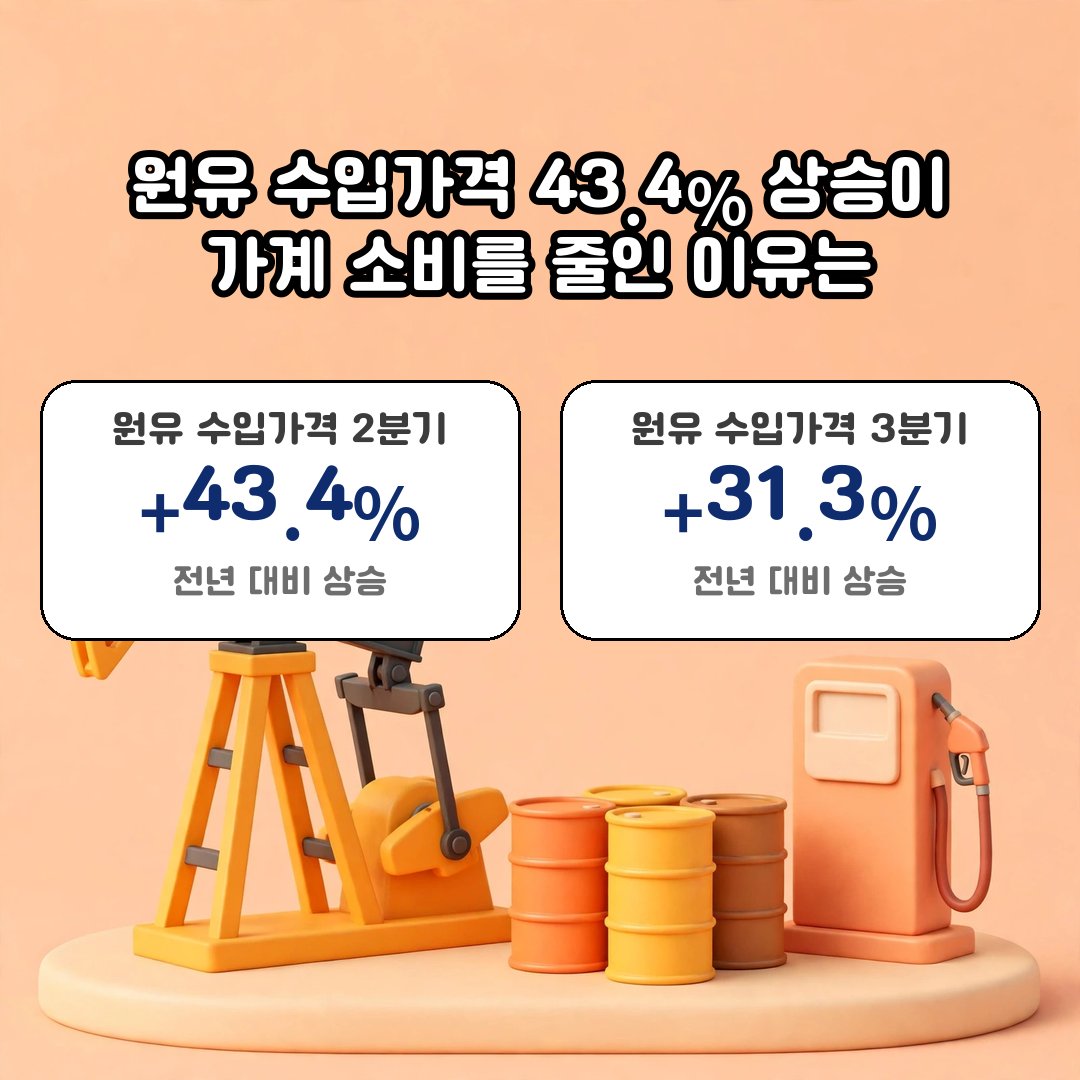 원유 수입가격 43.4% 상승이
가계 소비를 줄인 이유는
원유 수입가격 2분기
+43.4%
전년 대비 상승
원유 수입가격 3분기
+31.3%
전년 대비 상승